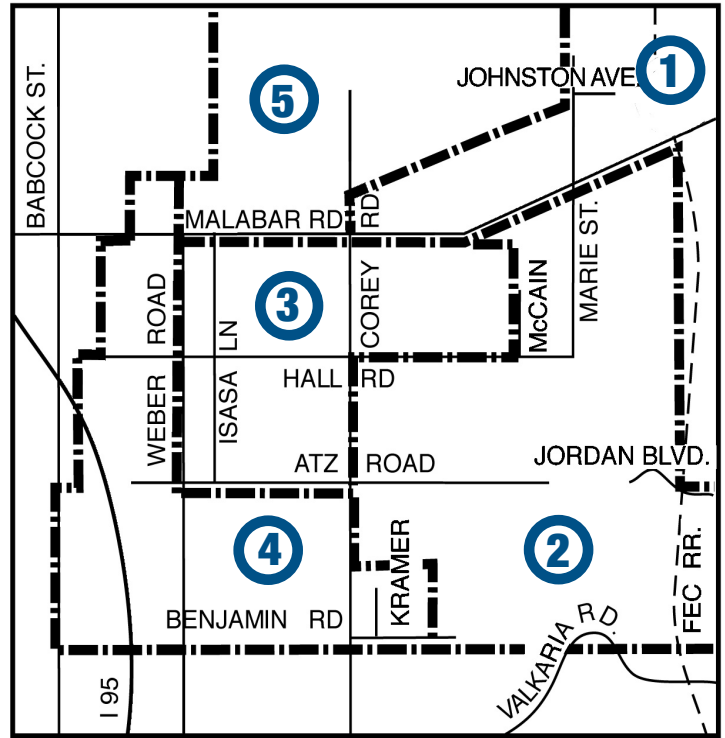 BABCOCK ST.
5
1
JOHNSTON AVE.
MALABAR RD
RD
COREY
WEBER ROAD
ISASA LN
3
McCAIN
MARIE ST.
HALL RD
ATZ ROAD
JORDAN BLVD.
4
2
KRAMER
BENJAMIN RD
FEC RR.
VALKARIA RD.
I 95